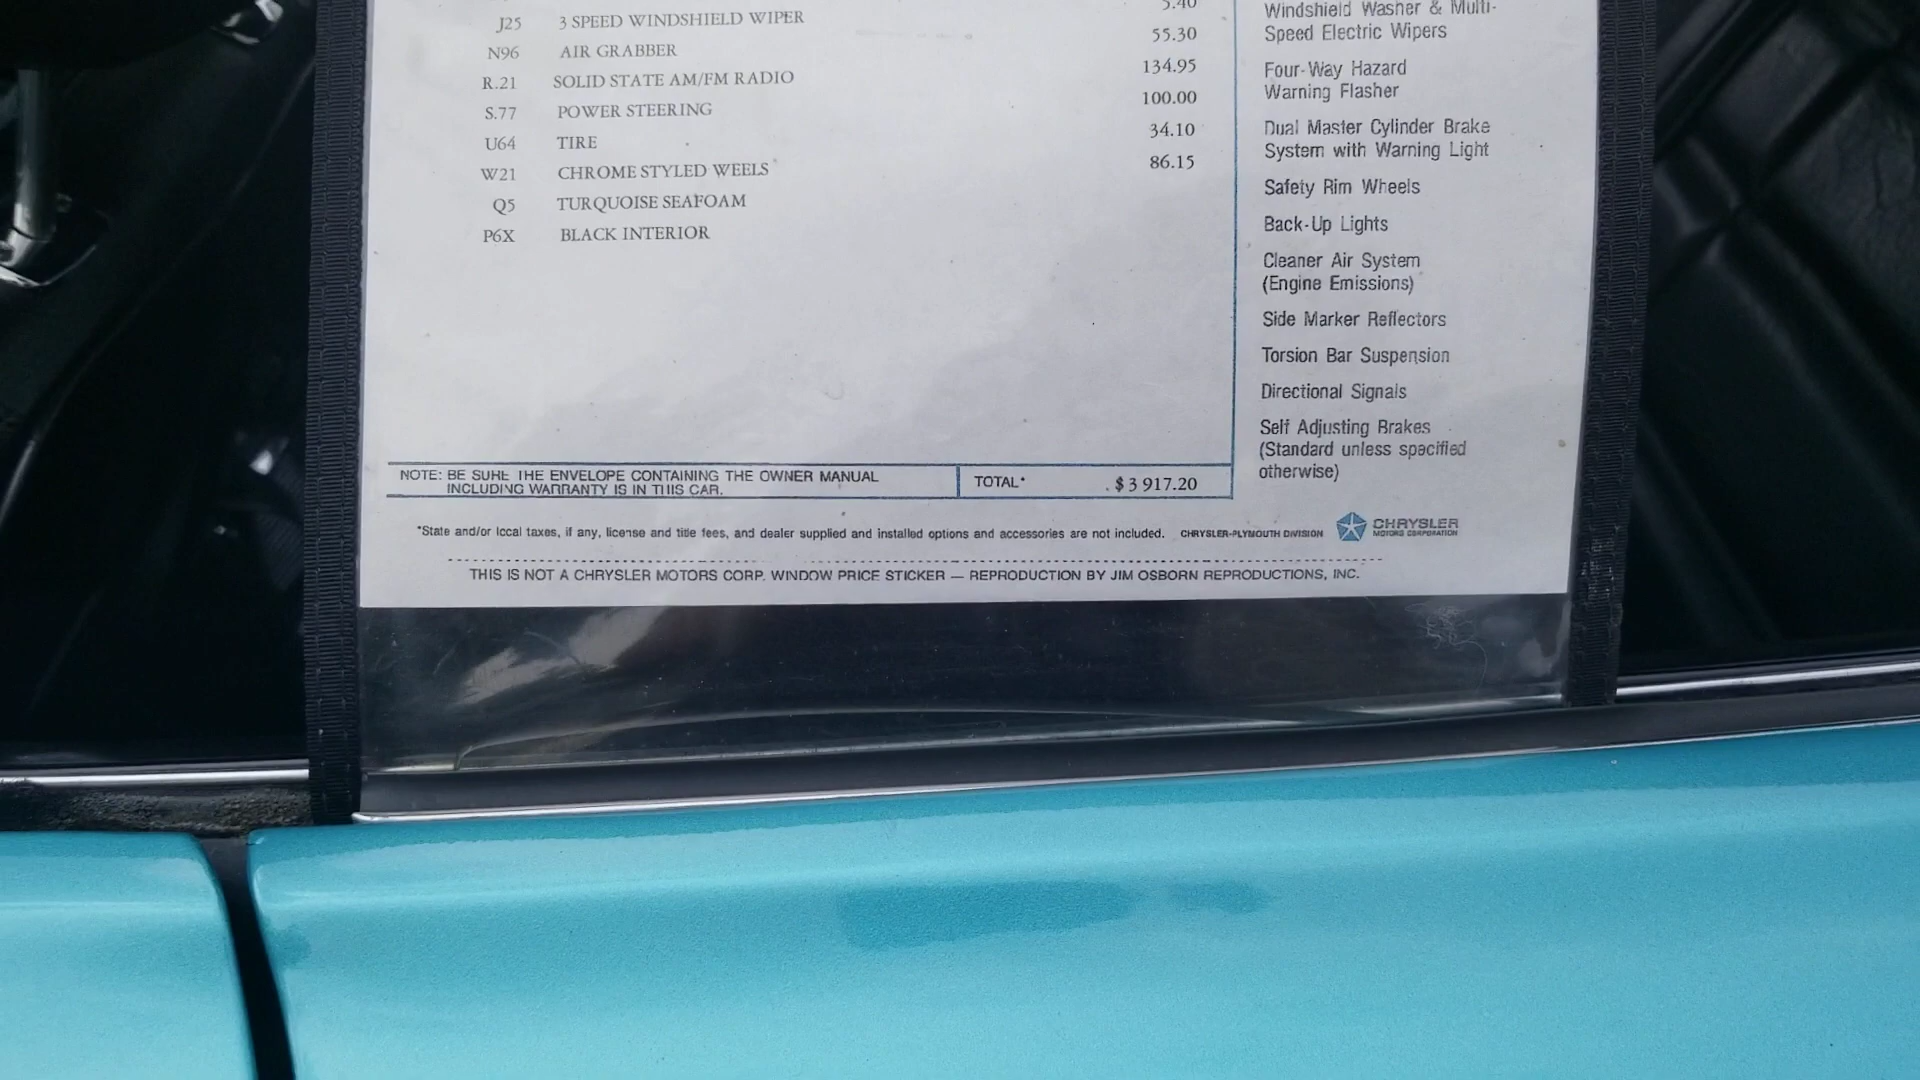 J25 3 SPEED WINDSHIELD WIPER 5.40
N96 AIR GRABBER 55.30
R.21 SOLID STATE AM/FM RADIO 134.95
S.77 POWER STEERING 100.00
U64 TIRE 34.10
W21 CHROME STYLED WEELS 86.15
Q5 TURQUOISE SEAFOAM
P6X BLACK INTERIOR
NOTE: BE SURE THE ENVELOPE CONTAINING THE OWNER MANUAL
INCLUDING WARRANTY IS IN THIS CAR.
TOTAL* $ 3 917.20
Windshield Washer & Multi-
Speed Electric Wipers
Four-Way Hazard
Warning Flasher
Dual Master Cylinder Brake
System with Warning Light
Safety Rim Wheels
Back-Up Lights
Cleaner Air System
(Engine Emissions)
Side Marker Reflectors
Torsion Bar Suspension
Directional Signals
Self Adjusting Brakes
(Standard unless specified
otherwise)
*State and/or local taxes, if any, license and title fees, and dealer supplied and installed options and accessories are not included. CHRYSLER-PLYMOUTH DIVISION
CHRYSLER
MOTORS CORPORATION
THIS IS NOT A CHRYSLER MOTORS CORP. WINDOW PRICE STICKER — REPRODUCTION BY JIM OSBORN REPRODUCTIONS, INC.